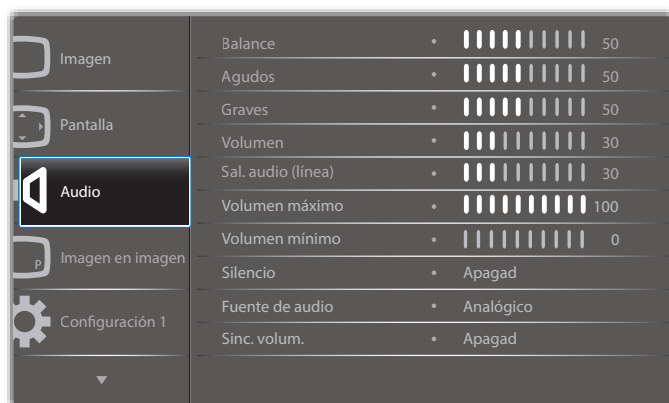 Imagen
Pantalla
Audio
P
Imagen en imagen
Configuración 1
Balance • 50
Agudos • 50
Graves • 50
Volumen • 30
Sal. audio (línea) • 30
Volumen máximo • 100
Volumen mínimo • 0
Silencio • Apagad
Fuente de audio • Analógico
Sinc. volum. • Apagad